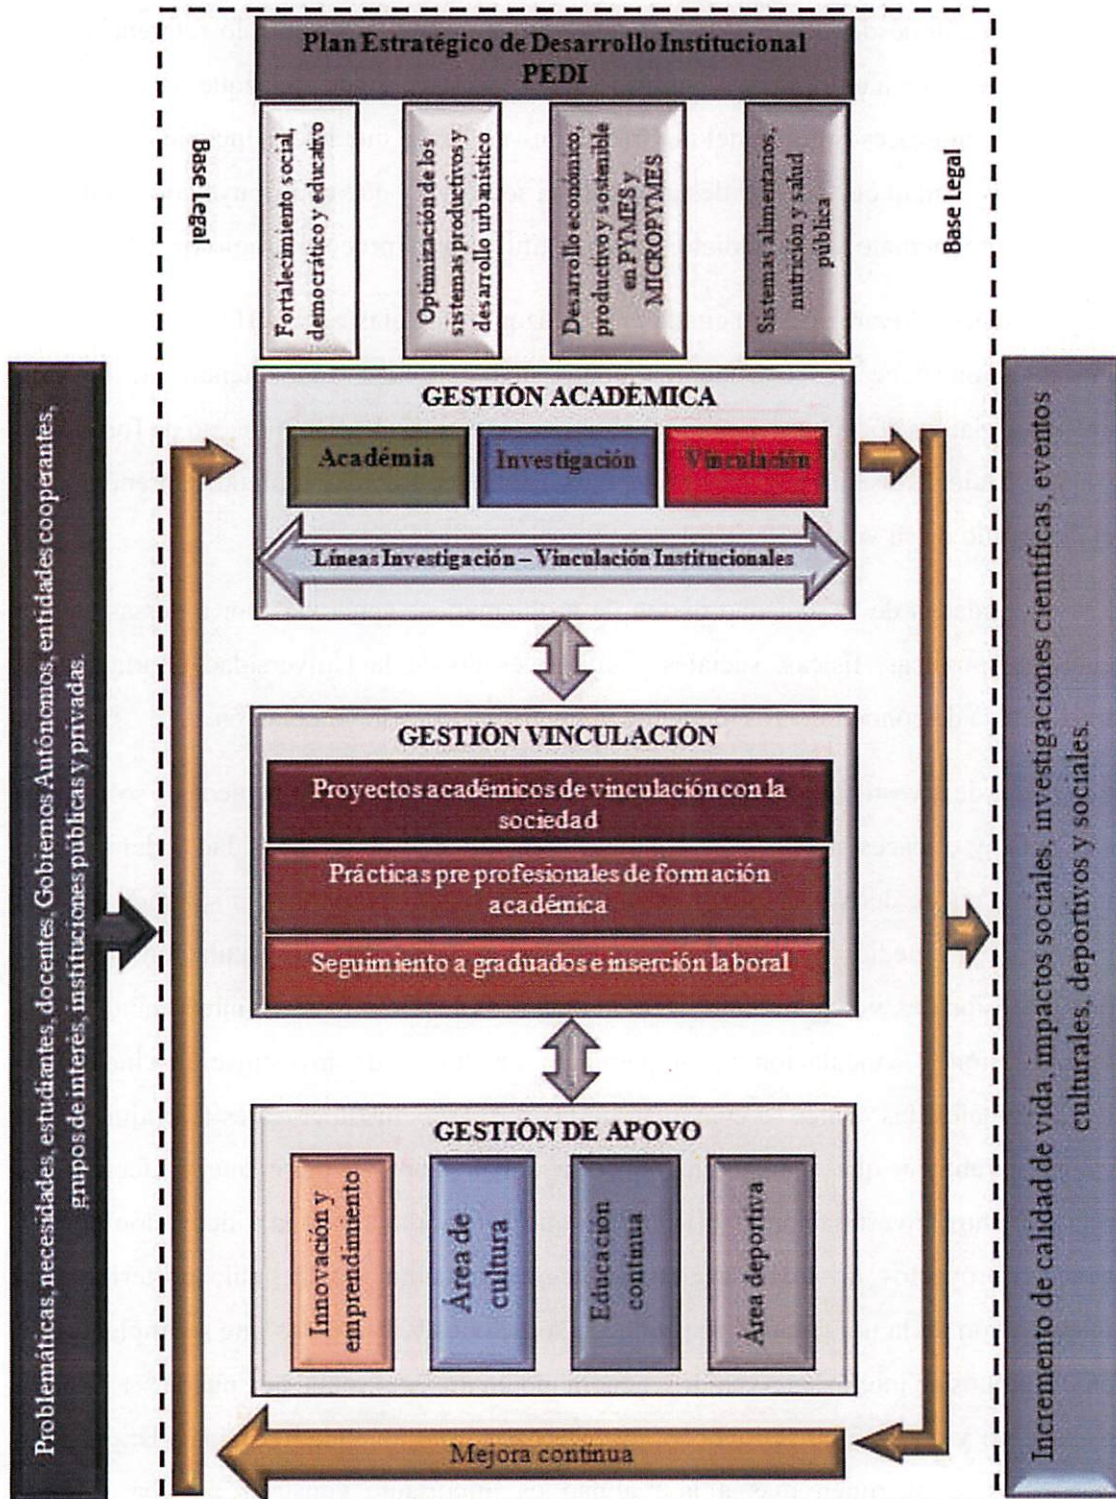 Plan Estratégico de Desarrollo Institucional
PEDI
Base Legal
Fortalecimiento social,
democrático y educativo
Optimización de los
sistemas productivos y
desarrollo urbanístico
Desarrollo económico,
productivo y sostenible
en PYMES y
MICROPYMES
Sistemas alimentarios,
nutrición y salud
pública
Base Legal
Problemáticas, necesidades, estudiantes, docentes, Gobiernos Autónomos, entidades cooperantes,
grupos de interés, instituciones públicas y privadas.
GESTIÓN ACADÉMICA
Académia
Investigación
Vinculación
Líneas Investigación – Vinculación Institucionales
GESTIÓN VINCULACIÓN
Proyectos académicos de vinculación con la
sociedad
Prácticas pre profesionales de formación
académica
Seguimiento a graduados e inserción laboral
GESTIÓN DE APOYO
Innovación y
emprendimiento
Área de
cultura
Educación
continua
Área deportiva
Mejora contínua
Incremento de calidad de vida, impactos sociales, investigaciones científicas, eventos
culturales, deportivos y sociales.